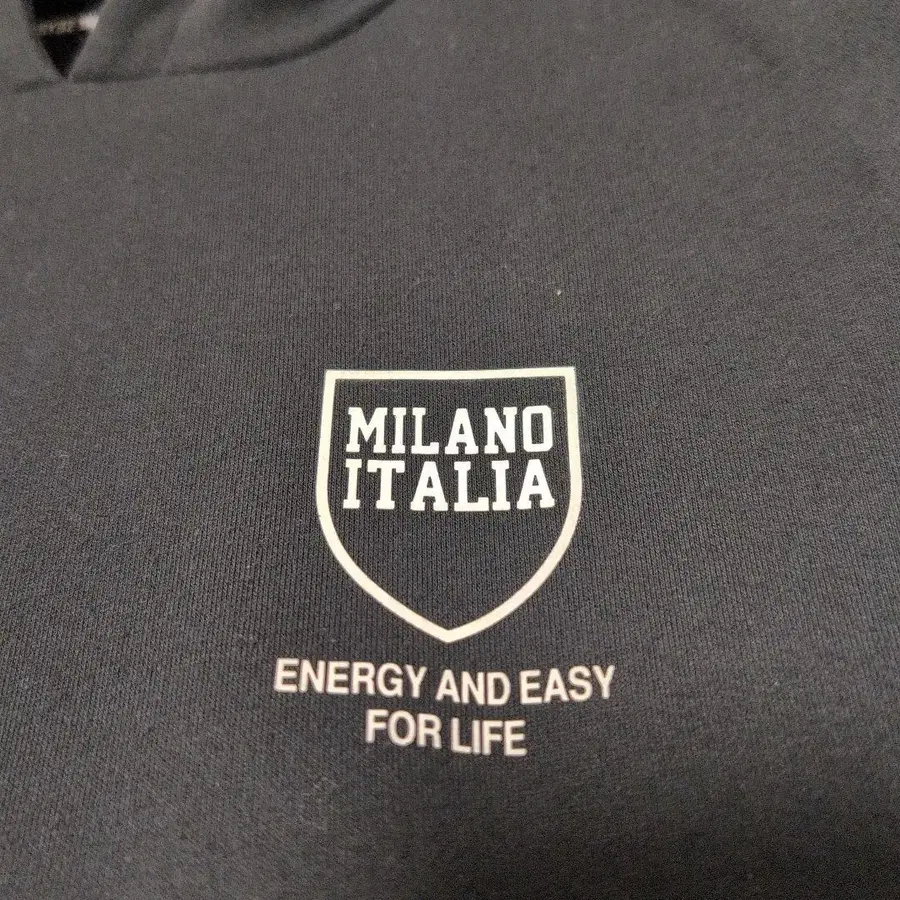 MILANO
ITALIA
ENERGY AND EASY
FOR LIFE